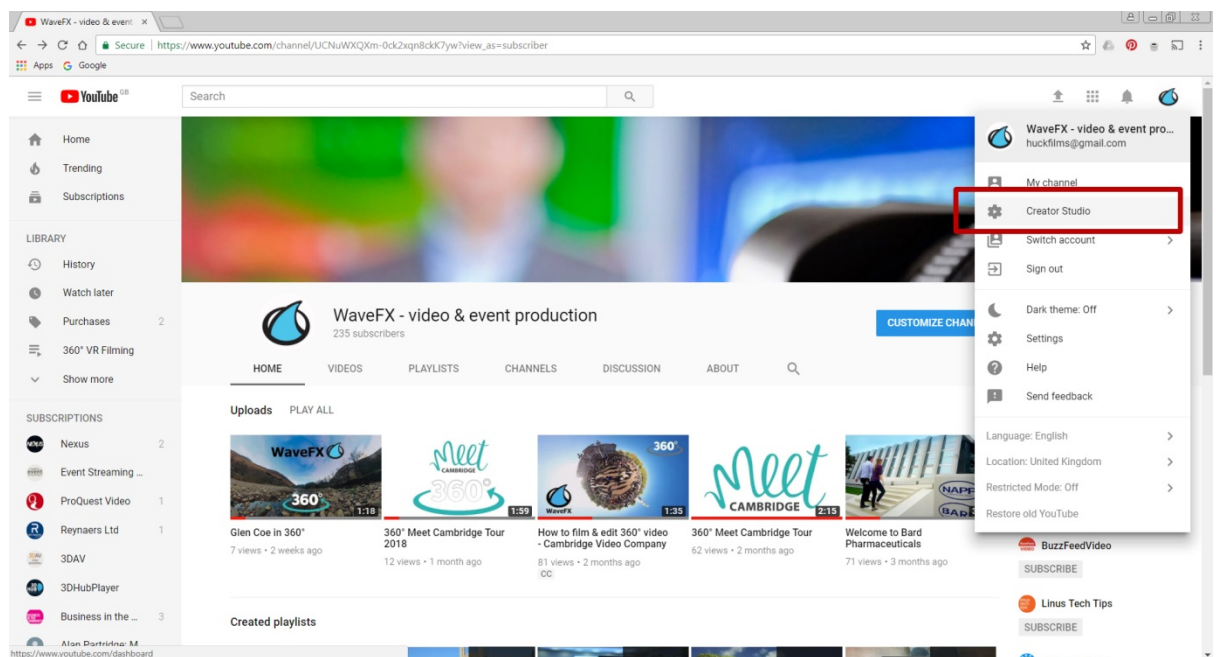 WaveFX - video & event
Secure
https://www.youtube.com/channel/UCNuWXQXm-0ck2xqn8ckK7yw?view_as=subscriber
Apps
Google
YouTube GB
Search
WaveFX - video & event pro...
huckfilms@gmail.com
My channel
Creator Studio
Switch account
Sign out
Dark theme: Off
Settings
Help
Send feedback
Language: English
Location: United Kingdom
Restricted Mode: Off
Restore old YouTube
Home
Trending
Subscriptions
LIBRARY
History
Watch later
Purchases 2
360° VR Filming
Show more
SUBSCRIPTIONS
Nexus 2
Event Streaming ...
ProQuest Video 1
Reynaers Ltd 1
3DAV
3DHubPlayer
Business in the ... 3
Alan Partridge: M
WaveFX - video & event production
235 subscribers
CUSTOMIZE CHAN
HOME VIDEOS PLAYLISTS CHANNELS DISCUSSION ABOUT
Uploads PLAY ALL
WaveFX
360°
1:18
Glen Coe in 360°
7 views • 2 weeks ago
Meet
CAMBRIDGE
360°
1:59
360° Meet Cambridge Tour
2018
12 views • 1 month ago
360°
WaveFX
1:35
How to film & edit 360° video
- Cambridge Video Company
81 views • 2 months ago
CC
Meet
CAMBRIDGE
2:15
360° Meet Cambridge Tour
62 views • 2 months ago
NAPP
BARD
Welcome to Bard
Pharmaceuticals
71 views • 3 months ago
BuzzFeedVideo
SUBSCRIBE
Linus Tech Tips
SUBSCRIBE
Created playlists
https://www.youtube.com/dashboard